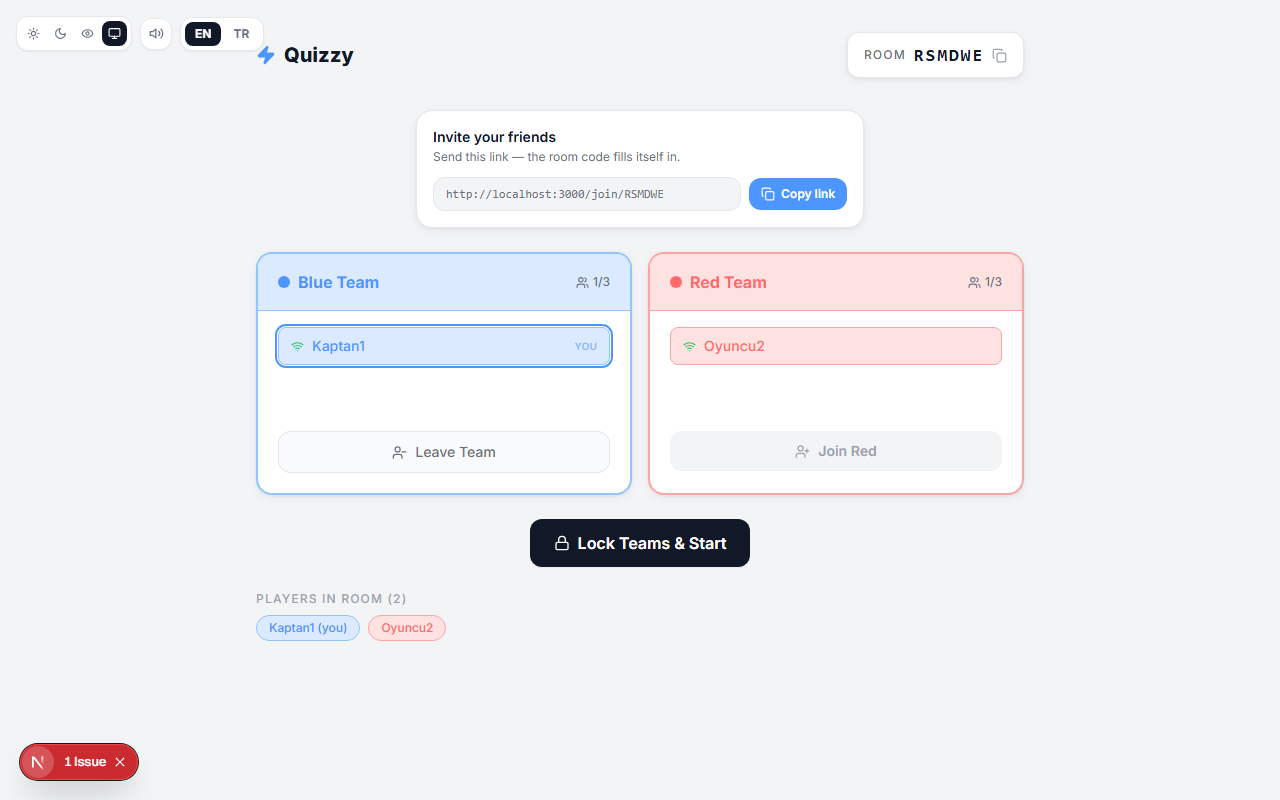 EN TR
Quizzy
ROOM RSMDWE
Invite your friends
Send this link — the room code fills itself in.
http://localhost:3000/join/RSMDWE
Copy link
Blue Team
1/3
Kaptan1
YOU
Leave Team
Red Team
1/3
Oyuncu2
Join Red
Lock Teams & Start
PLAYERS IN ROOM (2)
Kaptan1 (you)
Oyuncu2
N
1 Issue